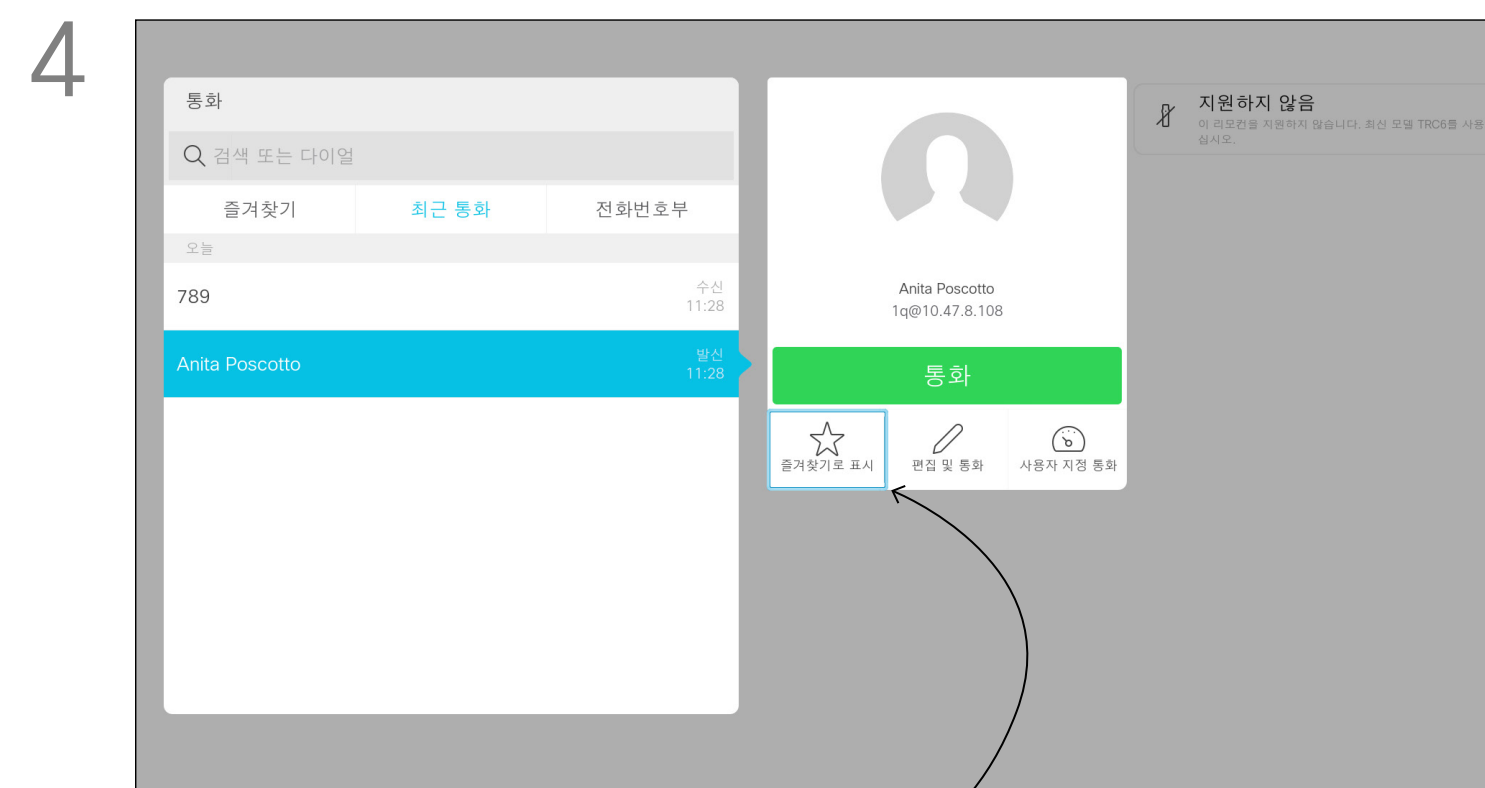 4
통화
검색 또는 다이얼
즐겨찾기 최근 통화 전화번호부
오늘
789
수신
11:28
Anita Poscotto
발신
11:28
Anita Poscotto
1q@10.47.8.108
통화
즐겨찾기로 표시 편집 및 통화 사용자 지정 통화
지원하지 않음
이 리모컨을 지원하지 않습니다. 최신 모델 TRC6를 사용
십시오.